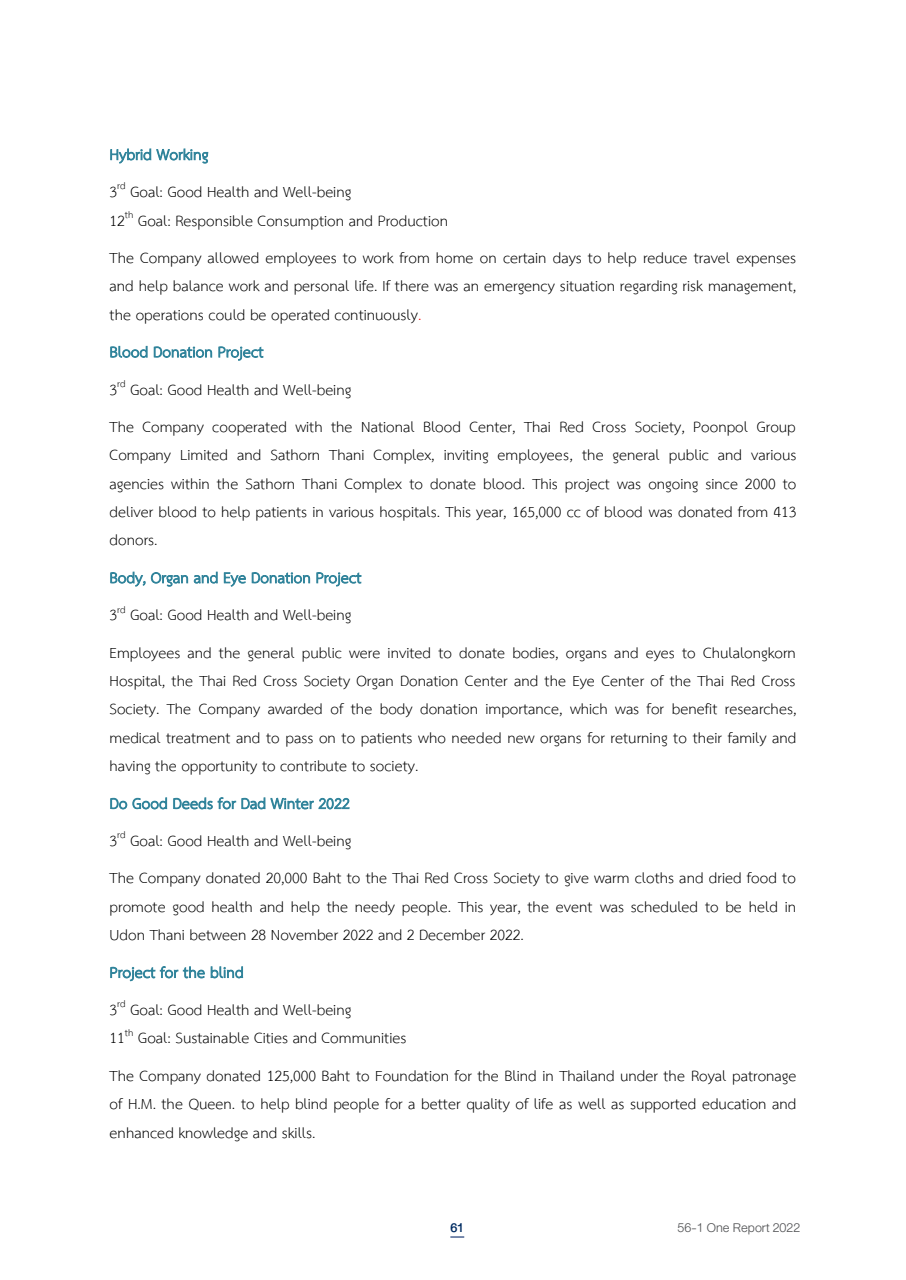 Hybrid Working
3rd Goal: Good Health and Well-being
12th Goal: Responsible Consumption and Production
The Company allowed employees to work from home on certain days to help reduce travel expenses
and help balance work and personal life. If there was an emergency situation regarding risk management,
the operations could be operated continuously.
Blood Donation Project
3rd Goal: Good Health and Well-being
The Company cooperated with the National Blood Center, Thai Red Cross Society, Poonpol Group
Company Limited and Sathorn Thani Complex, inviting employees, the general public and various
agencies within the Sathorn Thani Complex to donate blood. This project was ongoing since 2000 to
deliver blood to help patients in various hospitals. This year, 165,000 cc of blood was donated from 413
donors.
Body, Organ and Eye Donation Project
3rd Goal: Good Health and Well-being
Employees and the general public were invited to donate bodies, organs and eyes to Chulalongkorn
Hospital, the Thai Red Cross Society Organ Donation Center and the Eye Center of the Thai Red Cross
Society. The Company awarded of the body donation importance, which was for benefit researches,
medical treatment and to pass on to patients who needed new organs for returning to their family and
having the opportunity to contribute to society.
Do Good Deeds for Dad Winter 2022
3rd Goal: Good Health and Well-being
The Company donated 20,000 Baht to the Thai Red Cross Society to give warm cloths and dried food to
promote good health and help the needy people. This year, the event was scheduled to be held in
Udon Thani between 28 November 2022 and 2 December 2022.
Project for the blind
3rd Goal: Good Health and Well-being
11th Goal: Sustainable Cities and Communities
The Company donated 125,000 Baht to Foundation for the Blind in Thailand under the Royal patronage
of H.M. the Queen. to help blind people for a better quality of life as well as supported education and
enhanced knowledge and skills.
61
56-1 One Report 2022